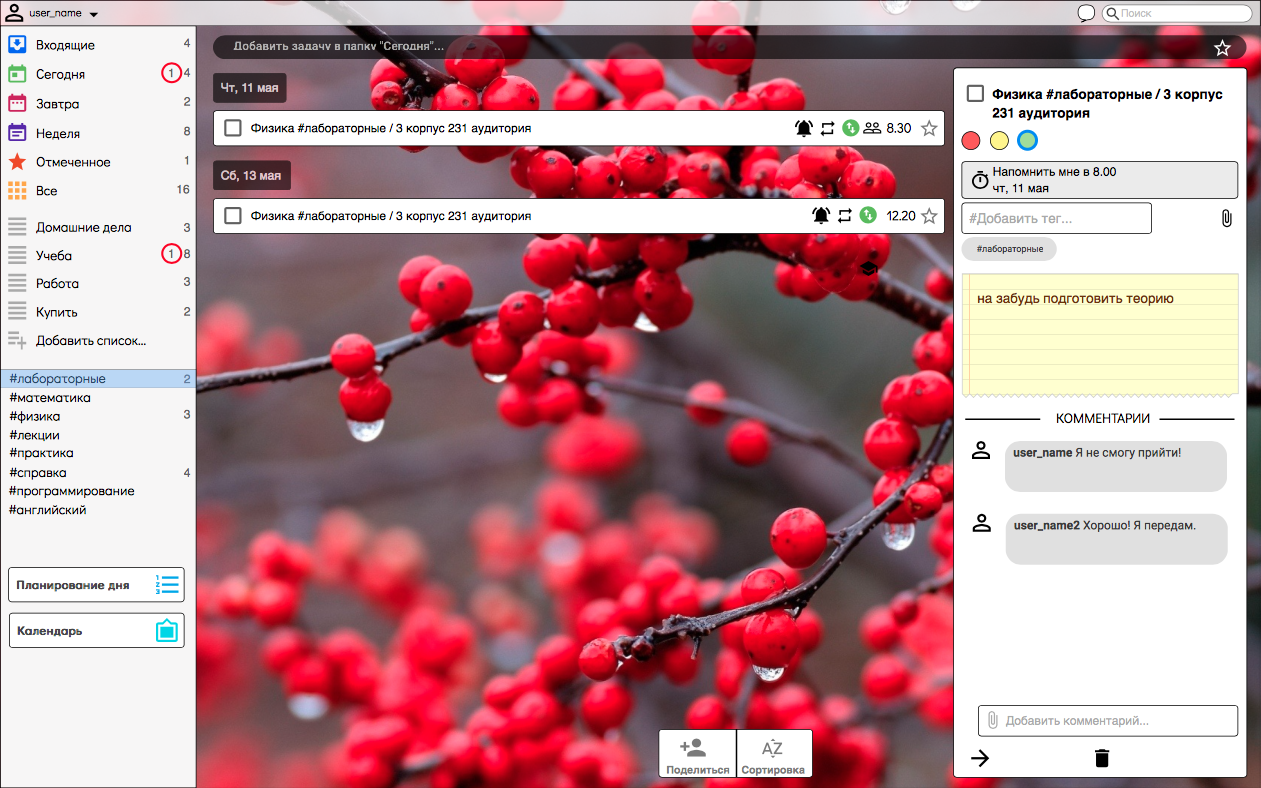 user_name
Поиск
Входящие 4
Сегодня 1 4
Завтра 2
Неделя 8
Отмеченное 1
Все 16
Домашние дела 3
Учеба 1 8
Работа 3
Купить 2
Добавить список...
#лабораторные 2
#математика
#физика 3
#лекции
#практика
#справка 4
#программирование
#английский
Планирование дня 1 2 3
Календарь
Добавить задачу в папку "Сегодня"...
Чт, 11 мая
Физика #лабораторные / 3 корпус 231 аудитория 8.30
Сб, 13 мая
Физика #лабораторные / 3 корпус 231 аудитория 12.20
Поделиться
AZ
Сортировка
Физика #лабораторные / 3 корпус
231 аудитория
Напомнить мне в 8.00
чт, 11 мая
#Добавить тег...
#лабораторные
на забудь подготовить теорию
КОММЕНТАРИИ
user_name Я не смогу прийти!
user_name2 Хорошо! Я передам.
Добавить комментарий...